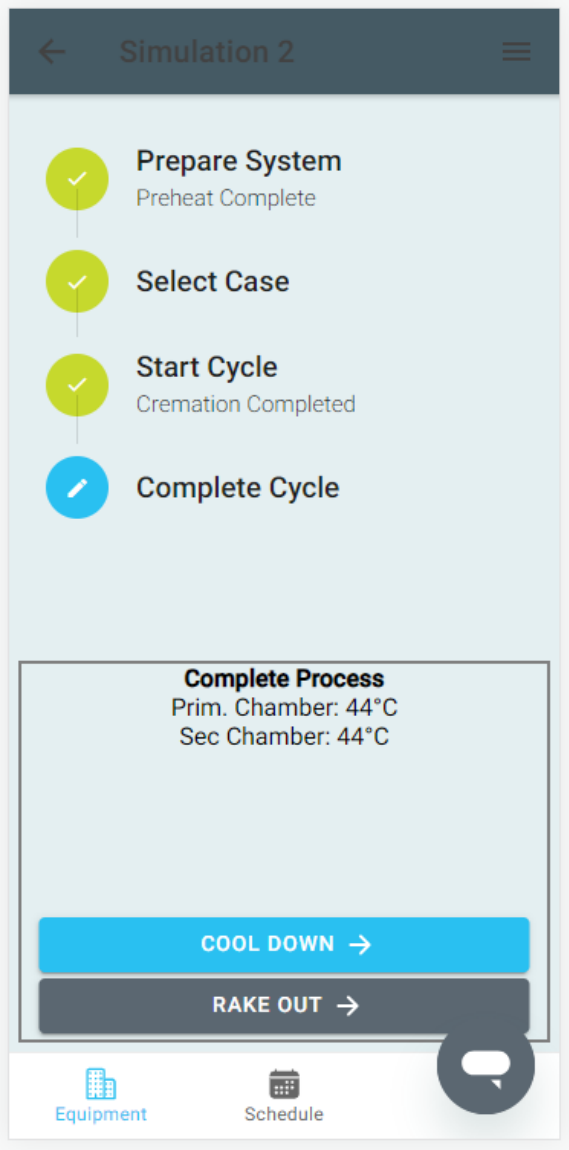 Simulation 2
Prepare System
Preheat Complete
Select Case
Start Cycle
Cremation Completed
Complete Cycle
Complete Process
Prim. Chamber: 44°C
Sec Chamber: 44°C
COOL DOWN →
RAKE OUT →
Equipment
Schedule